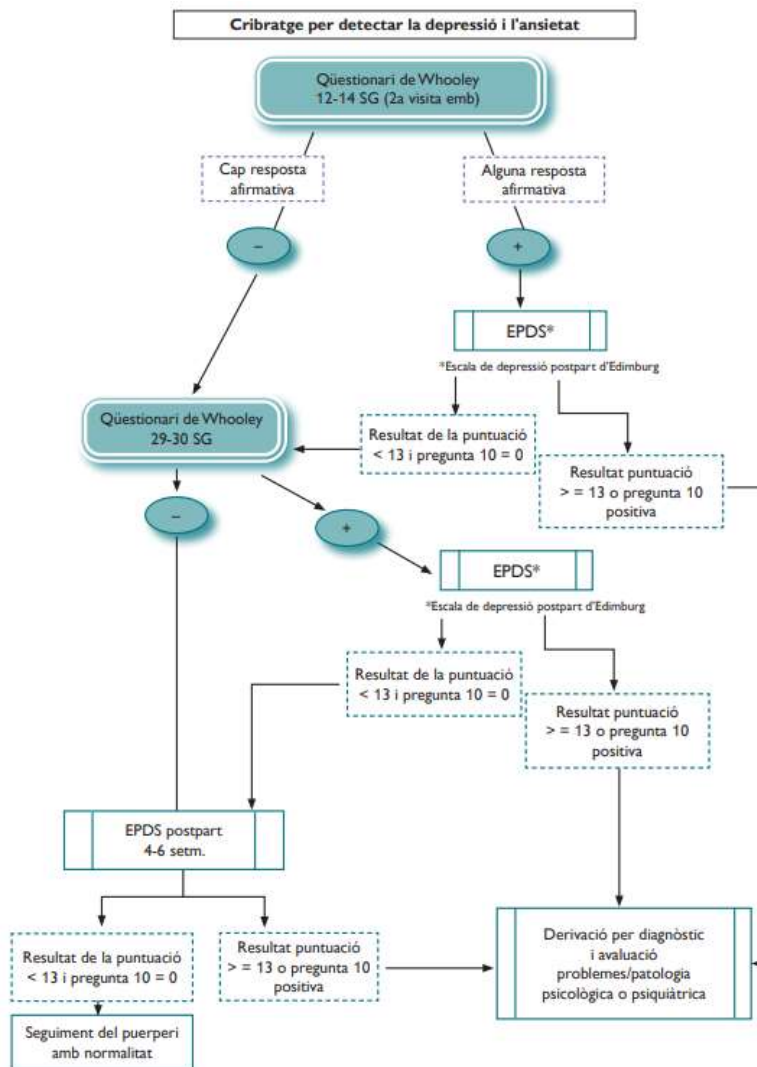 Cribratge per detectar la depressió i l'ansietat
Qüestionari de Whooley
12-14 SG (2a visita emb)
Cap resposta
afirmativa
Alguna resposta
afirmativa
–
+
EPDS*
*Escala de depressió postpart d'Edimburg
Qüestionari de Whooley
29-30 SG
Resultat de la puntuació
< 13 i pregunta 10 = 0
Resultat puntuació
> = 13 o pregunta 10
positiva
–
+
EPDS*
*Escala de depressió postpart d'Edimburg
Resultat de la puntuació
< 13 i pregunta 10 = 0
Resultat puntuació
> = 13 o pregunta 10
positiva
EPDS postpart
4-6 setm.
Resultat de la puntuació
< 13 i pregunta 10 = 0
Resultat puntuació
> = 13 o pregunta 10
positiva
Derivació per diagnòstic
i avaluació
problemes/patologia
psicològica o psiquiàtrica
Seguiment del puerperi
amb normalitat